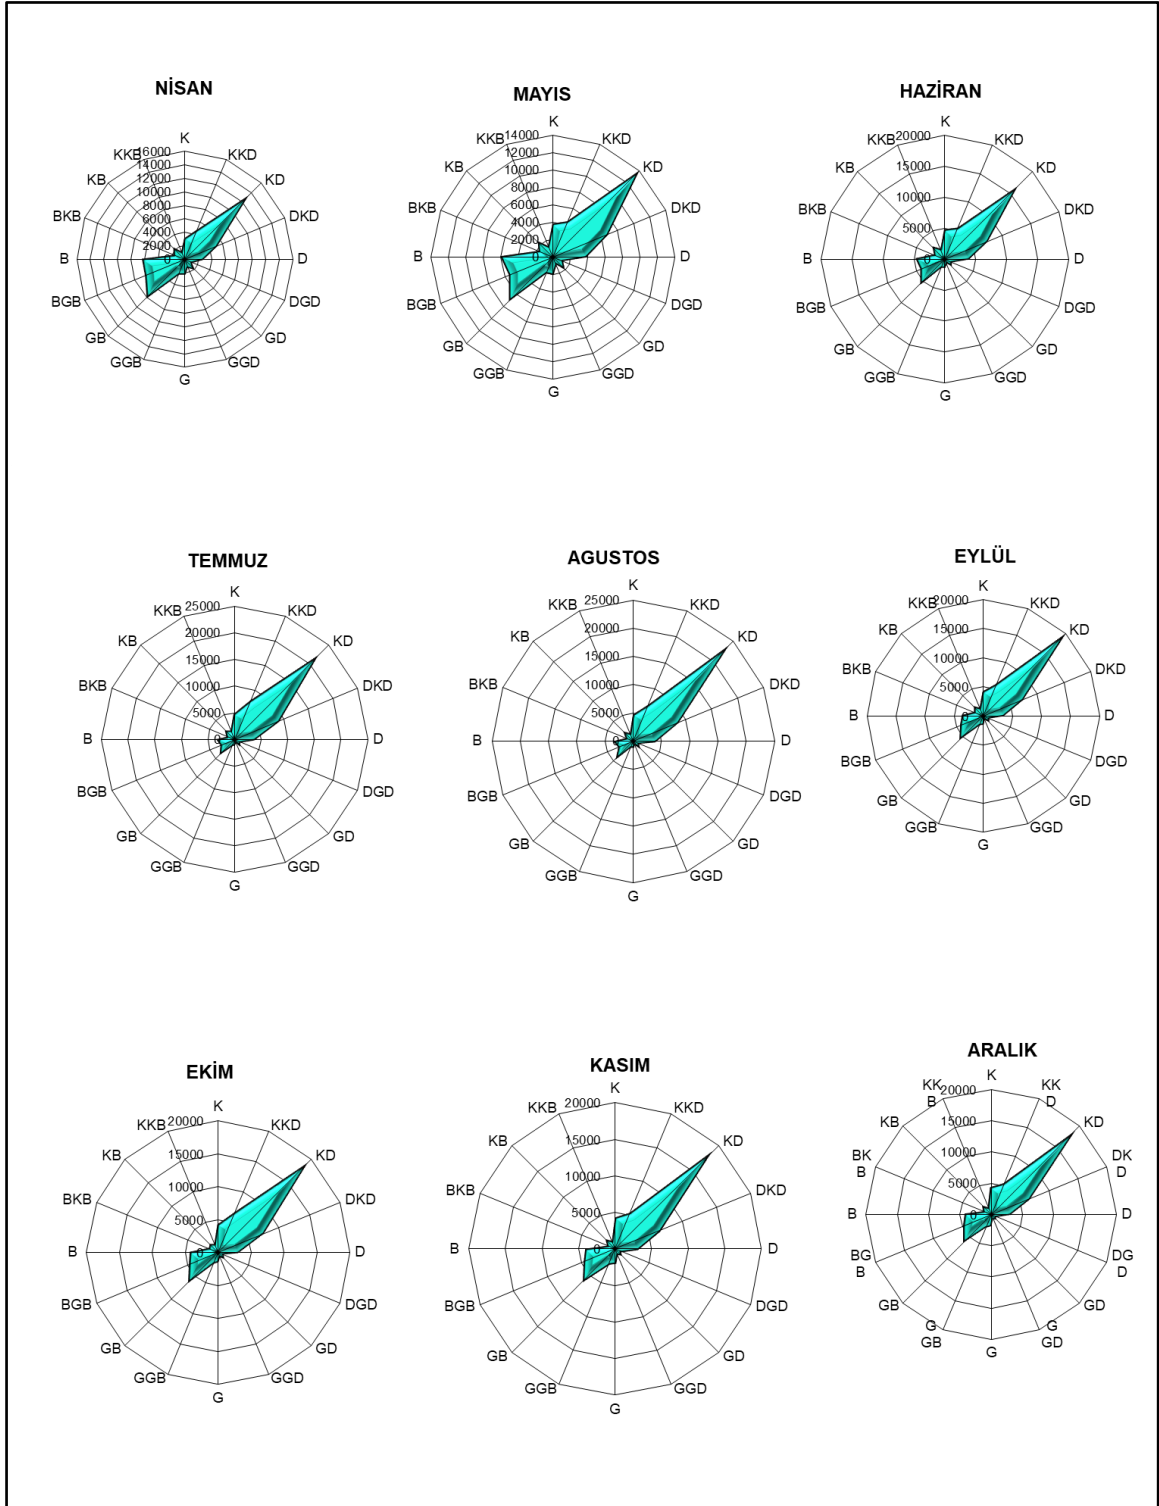 NİSAN
K
KKD
KD
DKD
D
DGD
GD
GGD
G
GGB
GB
BGB
B
BKB
KB
KKB
16000
14000
12000
10000
8000
6000
4000
2000
0
MAYIS
K
KKD
KD
DKD
D
DGD
GD
GGD
G
GGB
GB
BGB
B
BKB
KB
KKB
14000
12000
10000
8000
6000
4000
2000
0
HAZİRAN
K
KKD
KD
DKD
D
DGD
GD
GGD
G
GGB
GB
BGB
B
BKB
KB
KKB
20000
15000
10000
5000
0
TEMMUZ
K
KKD
KD
DKD
D
DGD
GD
GGD
G
GGB
GB
BGB
B
BKB
KB
KKB
25000
20000
15000
10000
5000
0
AGUSTOS
K
KKD
KD
DKD
D
DGD
GD
GGD
G
GGB
GB
BGB
B
BKB
KB
KKB
25000
20000
15000
10000
5000
0
EYLÜL
K
KKD
KD
DKD
D
DGD
GD
GGD
G
GGB
GB
BGB
B
BKB
KB
KKB
20000
15000
10000
5000
0
EKİM
K
KKD
KD
DKD
D
DGD
GD
GGD
G
GGB
GB
BGB
B
BKB
KB
KKB
20000
15000
10000
5000
0
KASIM
K
KKD
KD
DKD
D
DGD
GD
GGD
G
GGB
GB
BGB
B
BKB
KB
KKB
20000
15000
10000
5000
0
ARALIK
K
KK
D
KD
DK
D
D
DG
D
GD
G
GD
G
G
GB
GB
BG
B
B
BK
B
KB
KK
B
20000
15000
10000
5000
0